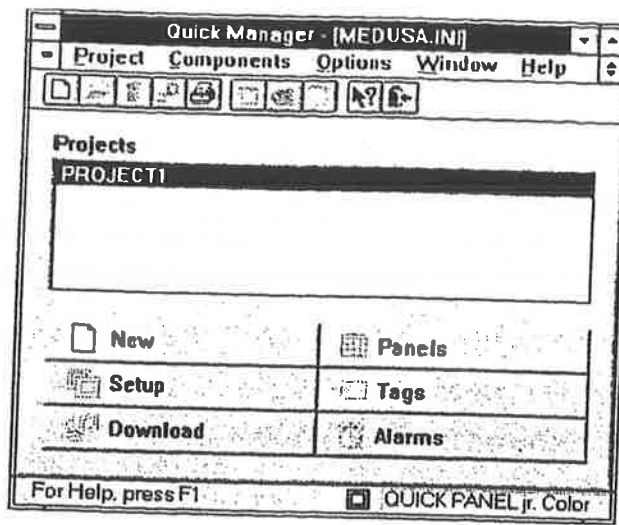 Quick Manager - [MEDUSA.INI]
Project Components Options Window Help
Projects
PROJECT1
New
Panels
Setup
Tags
Download
Alarms
For Help, press F1
QUICK PANEL jr. Color